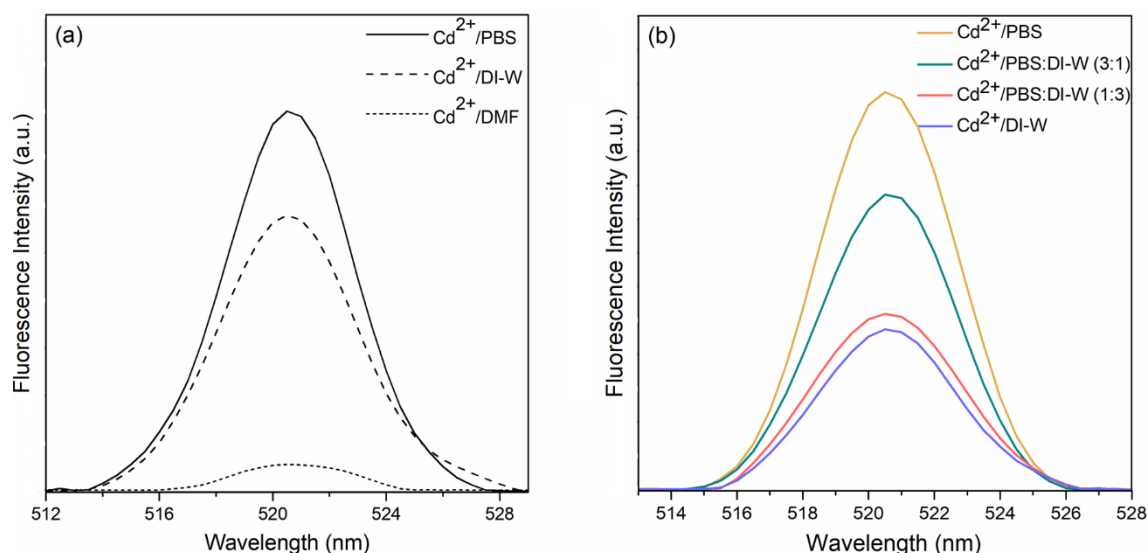 (a)
Cd²⁺/PBS
Cd²⁺/DI-W
Cd²⁺/DMF
Fluorescence Intensity (a.u.)
512 516 520 524 528
Wavelength (nm)
(b)
Cd²⁺/PBS
Cd²⁺/PBS:DI-W (3:1)
Cd²⁺/PBS:DI-W (1:3)
Cd²⁺/DI-W
Fluorescence Intensity (a.u.)
514 516 518 520 522 524 526 528
Wavelength (nm)